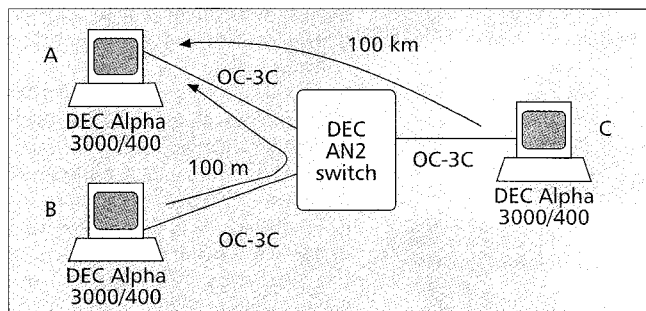 A
DEC Alpha
3000/400
OC-3C
100 km
DEC
AN2
switch
OC-3C
C
DEC Alpha
3000/400
100 m
B
OC-3C
DEC Alpha
3000/400